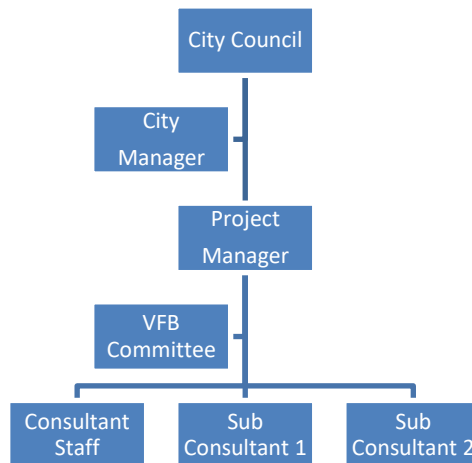 City Council
City
Manager
Project
Manager
VFB
Committee
Consultant
Staff
Sub
Consultant 1
Sub
Consultant 2